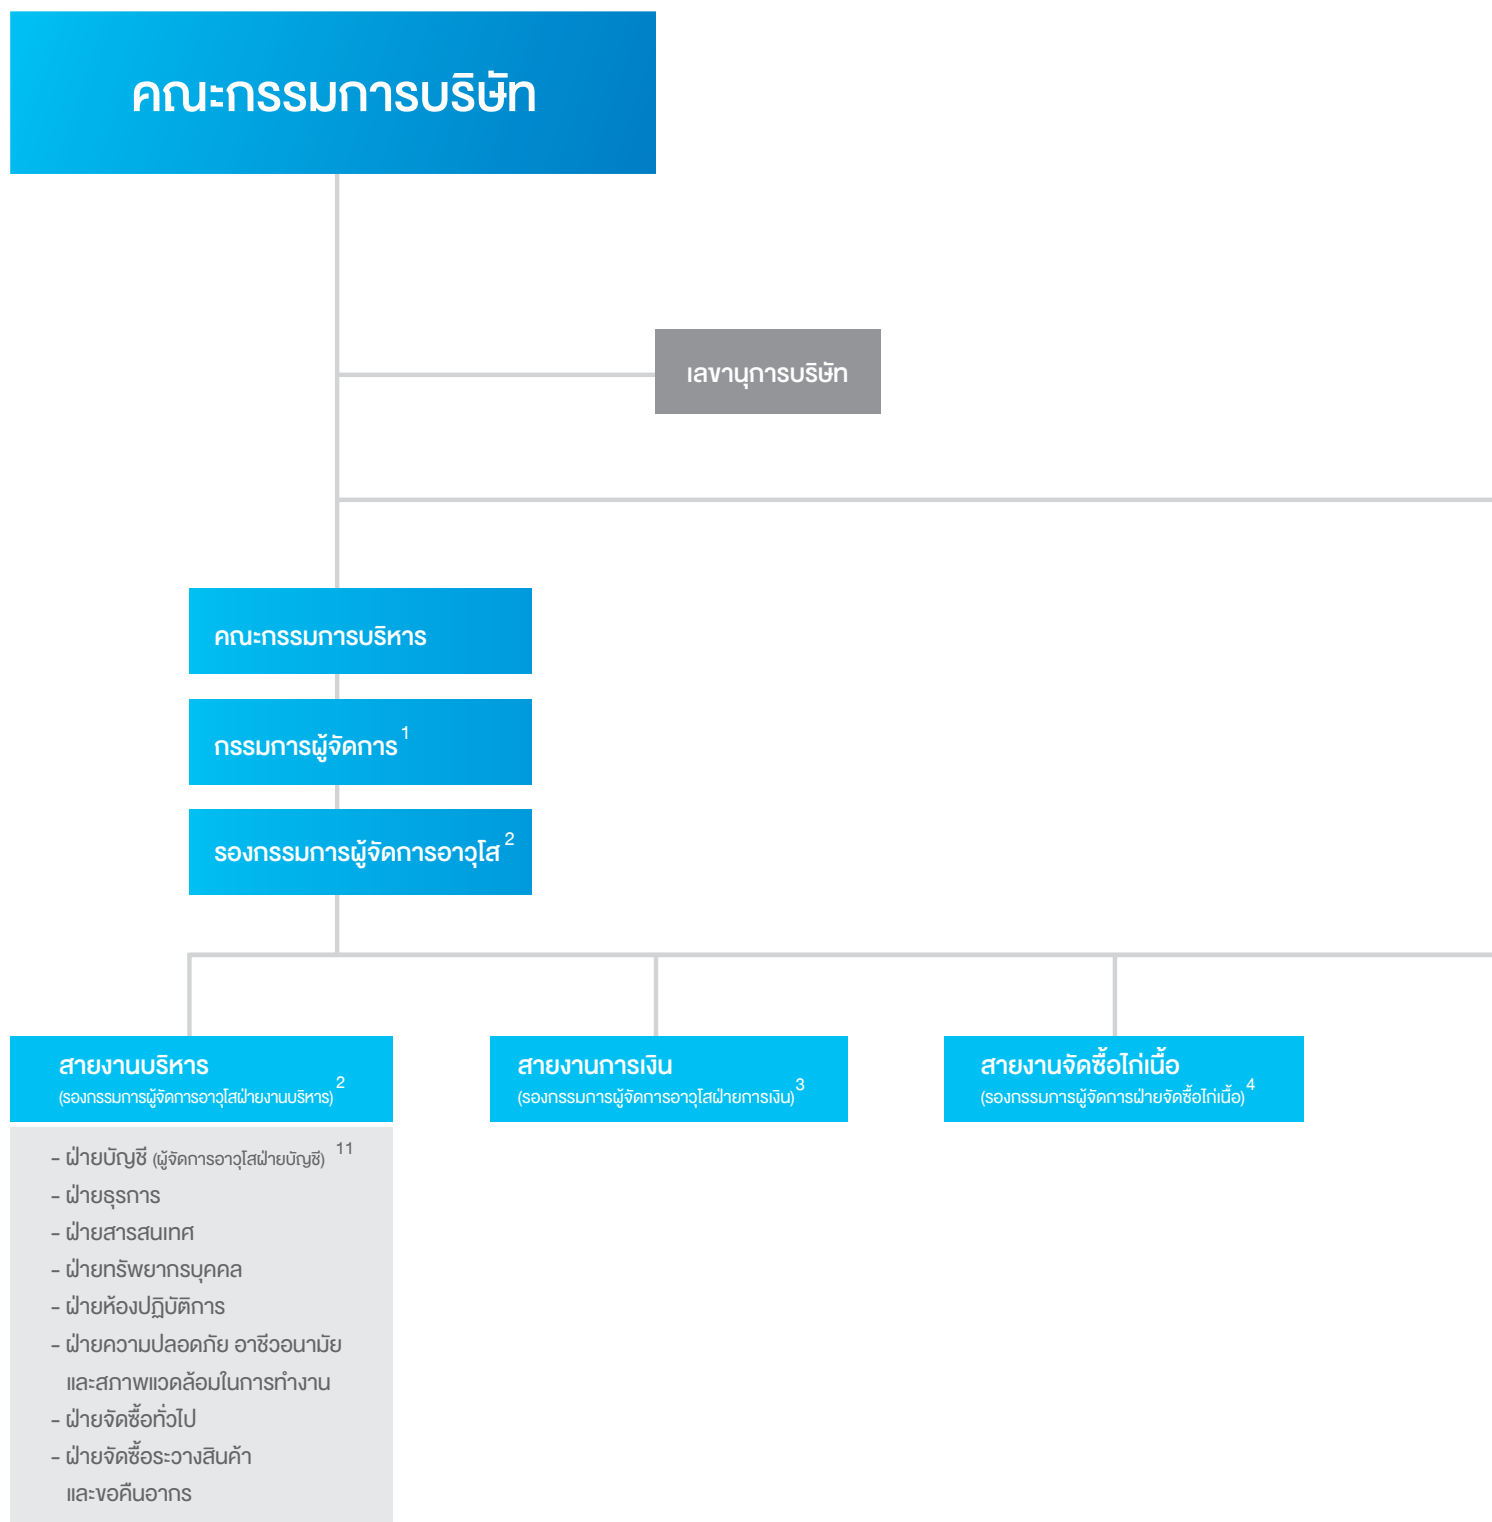 คณะกรรมการบริษัท
เลขานุการบริษัท
คณะกรรมการบริหาร
กรรมการผู้จัดการ 1
รองกรรมการผู้จัดการอาวุโส 2
สายงานบริหาร
(รองกรรมการผู้จัดการอาวุโสฝ่ายงานบริหาร) 2
- ฝ่ายบัญชี (ผู้จัดการอาวุโสฝ่ายบัญชี) 11
- ฝ่ายธุรการ
- ฝ่ายสารสนเทศ
- ฝ่ายทรัพยากรบุคคล
- ฝ่ายห้องปฏิบัติการ
- ฝ่ายความปลอดภัย อาชีวอนามัย
และสภาพแวดล้อมในการทำงาน
- ฝ่ายจัดซื้อทั่วไป
- ฝ่ายจัดซื้อระวางสินค้า
และขอคืนอากร
สายงานการเงิน
(รองกรรมการผู้จัดการอาวุโสฝ่ายการเงิน) 3
สายงานจัดซื้อไก่เนื้อ
(รองกรรมการผู้จัดการฝ่ายจัดซื้อไก่เนื้อ) 4